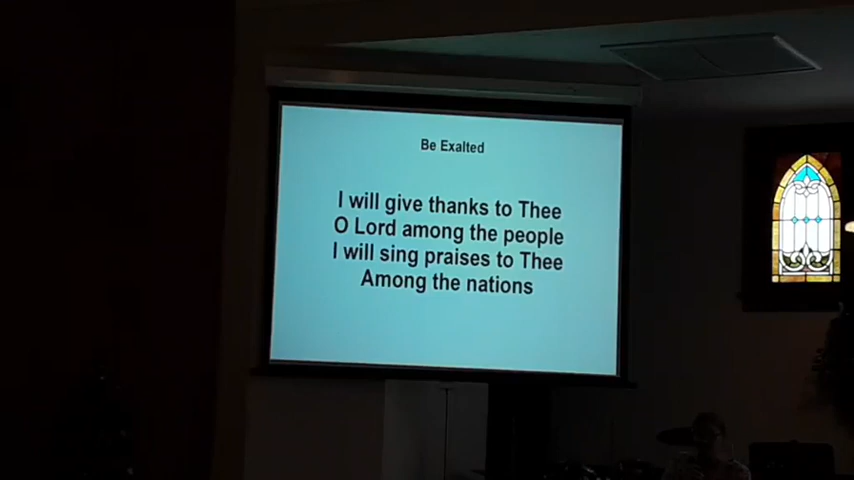 Be Exalted
I will give thanks to Thee
O Lord among the people
I will sing praises to Thee
Among the nations